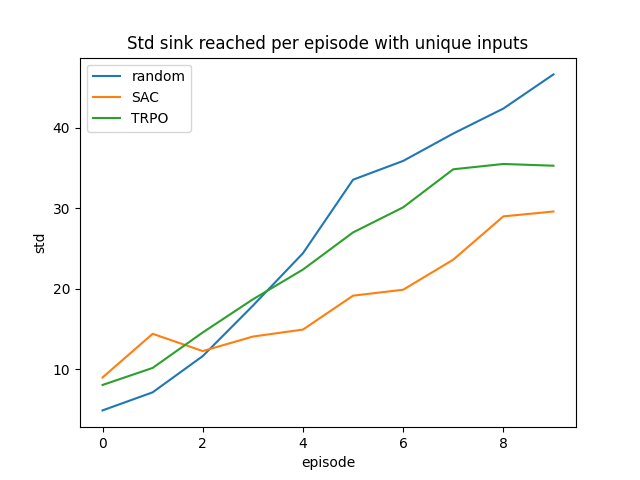 Std sink reached per episode with unique inputs
random
SAC
TRPO
40
30
20
10
std
0 2 4 6 8
episode